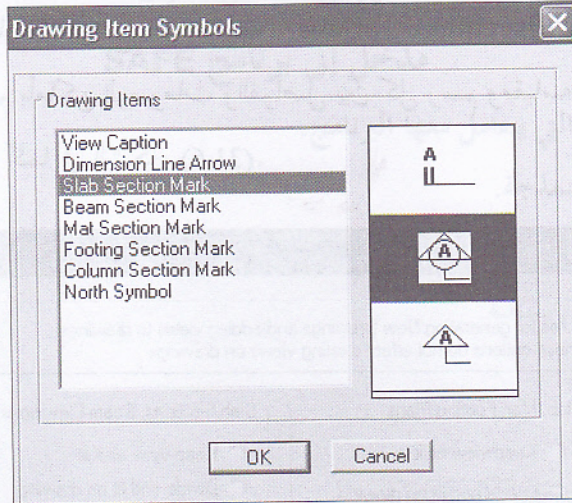 Drawing Item Symbols
Drawing Items
View Caption
Dimension Line Arrow
Slab Section Mark
Beam Section Mark
Mat Section Mark
Footing Section Mark
Column Section Mark
North Symbol
A
A
A
OK
Cancel